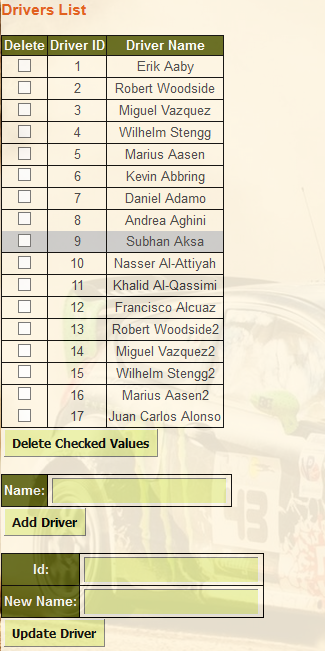 Drivers List
Delete Driver ID Driver Name
1 Erik Aaby
2 Robert Woodside
3 Miguel Vazquez
4 Wilhelm Stengg
5 Marius Aasen
6 Kevin Abbring
7 Daniel Adamo
8 Andrea Aghini
9 Subhan Aksa
10 Nasser Al-Attiyah
11 Khalid Al-Qassimi
12 Francisco Alcuaz
13 Robert Woodside2
14 Miguel Vazquez2
15 Wilhelm Stengg2
16 Marius Aasen2
17 Juan Carlos Alonso
Delete Checked Values
Name:
Add Driver
Id:
New Name:
Update Driver